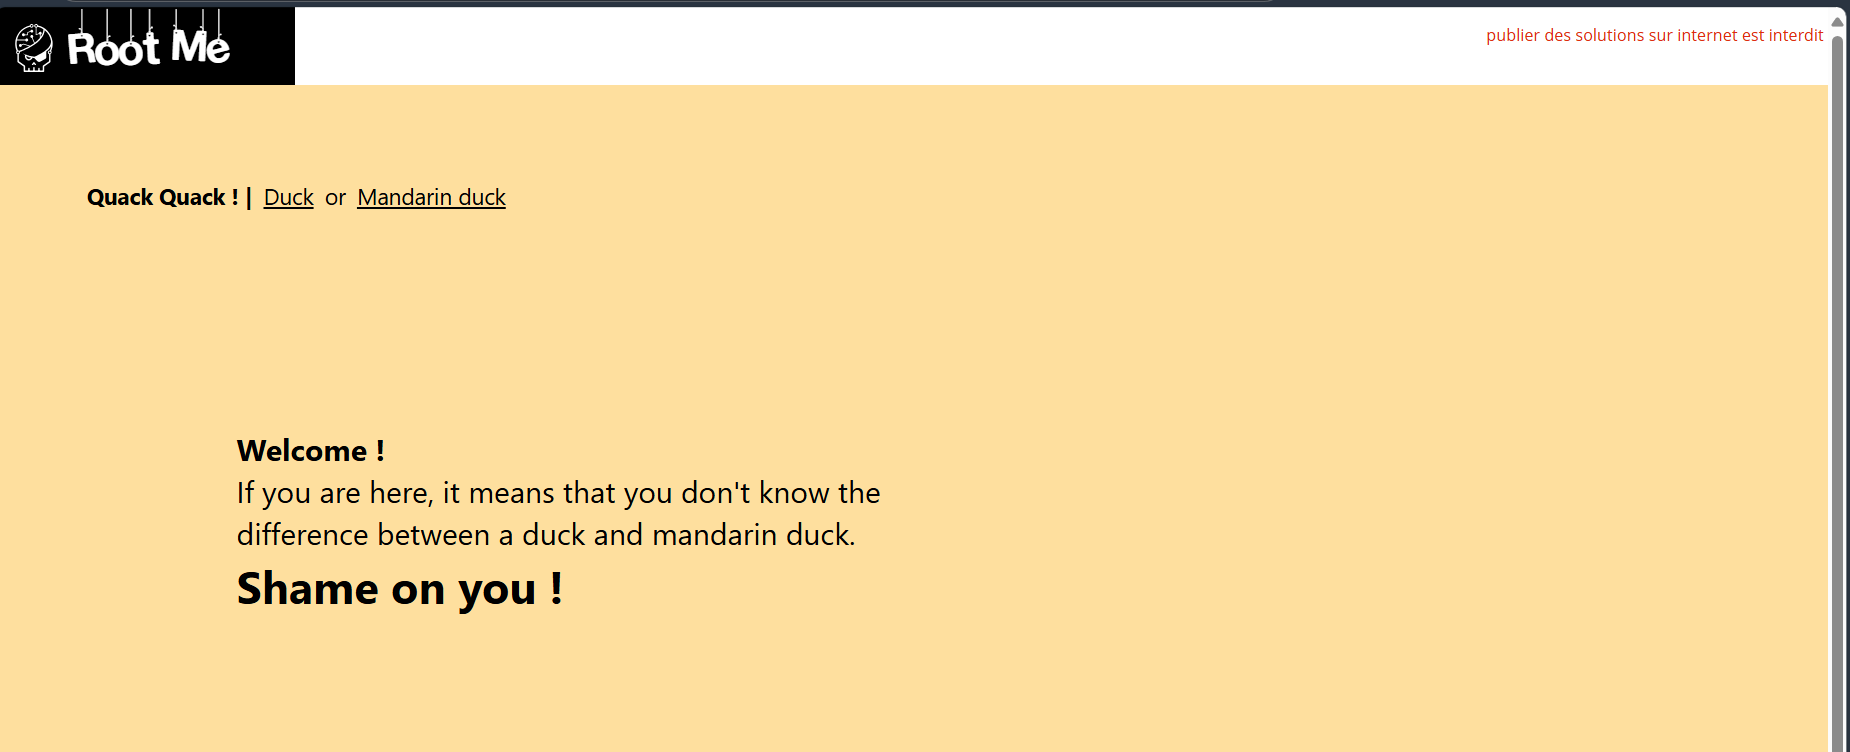 Root Me
publier des solutions sur internet est interdit
Quack Quack ! | Duck or Mandarin duck
Welcome !
If you are here, it means that you don't know the
difference between a duck and mandarin duck.
Shame on you !